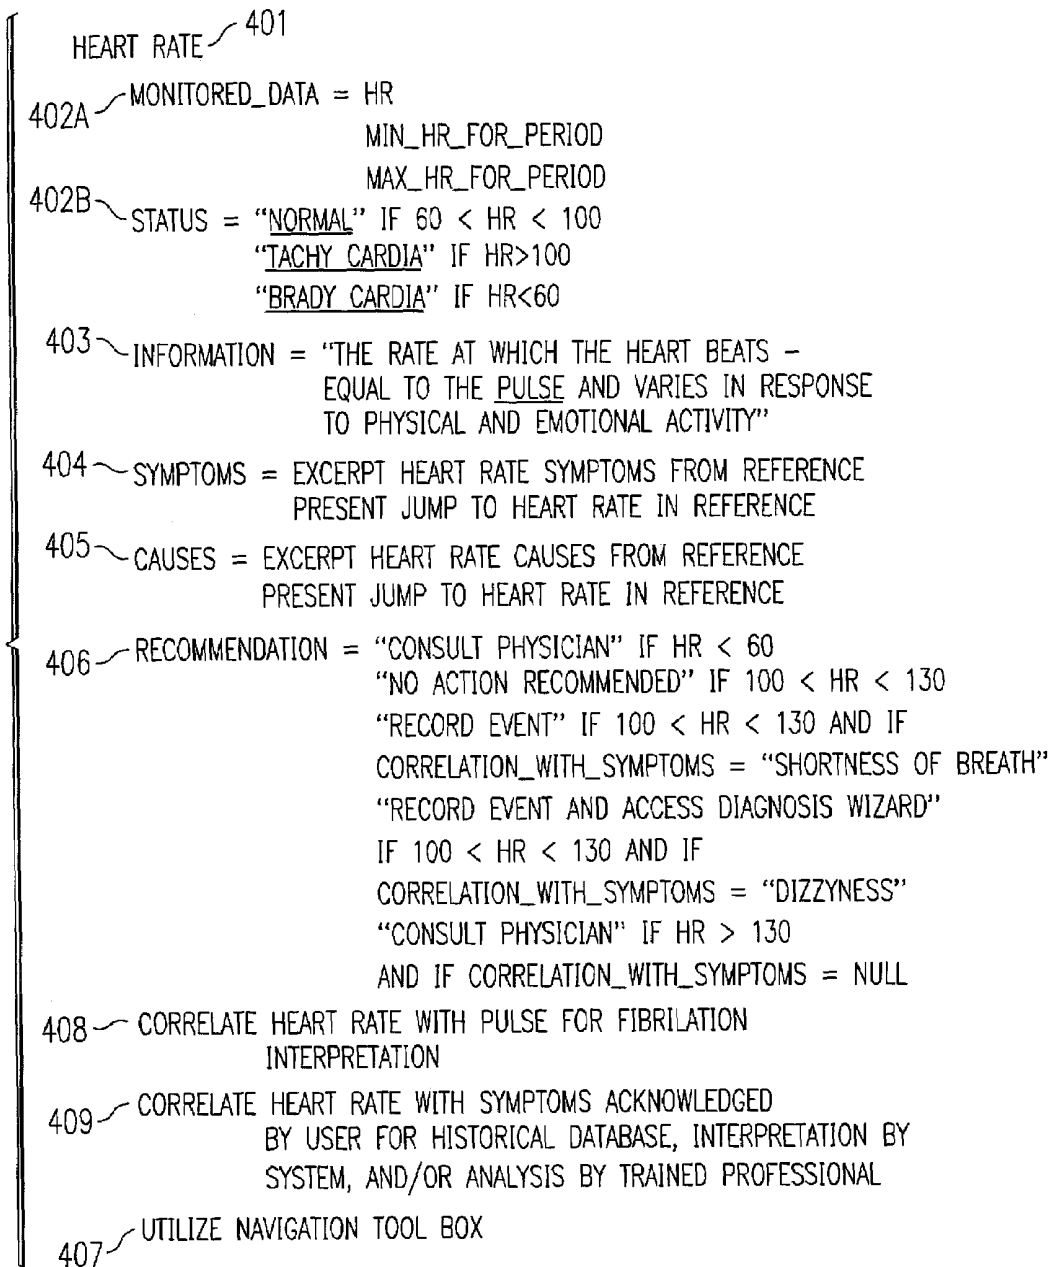 HEART RATE 401
402A MONITORED_DATA = HR
MIN_HR_FOR_PERIOD
MAX_HR_FOR_PERIOD
402B STATUS = “NORMAL” IF 60 < HR < 100
“TACHY CARDIA” IF HR>100
“BRADY CARDIA” IF HR<60
403 INFORMATION = “THE RATE AT WHICH THE HEART BEATS –
EQUAL TO THE PULSE AND VARIES IN RESPONSE
TO PHYSICAL AND EMOTIONAL ACTIVITY”
404 SYMPTOMS = EXCERPT HEART RATE SYMPTOMS FROM REFERENCE
PRESENT JUMP TO HEART RATE IN REFERENCE
405 CAUSES = EXCERPT HEART RATE CAUSES FROM REFERENCE
PRESENT JUMP TO HEART RATE IN REFERENCE
406 RECOMMENDATION = “CONSULT PHYSICIAN” IF HR < 60
“NO ACTION RECOMMENDED” IF 100 < HR < 130
“RECORD EVENT” IF 100 < HR < 130 AND IF
CORRELATION_WITH_SYMPTOMS = “SHORTNESS OF BREATH”
“RECORD EVENT AND ACCESS DIAGNOSIS WIZARD”
IF 100 < HR < 130 AND IF
CORRELATION_WITH_SYMPTOMS = “DIZZYNESS”
“CONSULT PHYSICIAN” IF HR > 130
AND IF CORRELATION_WITH_SYMPTOMS = NULL
408 CORRELATE HEART RATE WITH PULSE FOR FIBRILATION
INTERPRETATION
409 CORRELATE HEART RATE WITH SYMPTOMS ACKNOWLEDGED
BY USER FOR HISTORICAL DATABASE, INTERPRETATION BY
SYSTEM, AND/OR ANALYSIS BY TRAINED PROFESSIONAL
407 UTILIZE NAVIGATION TOOL BOX